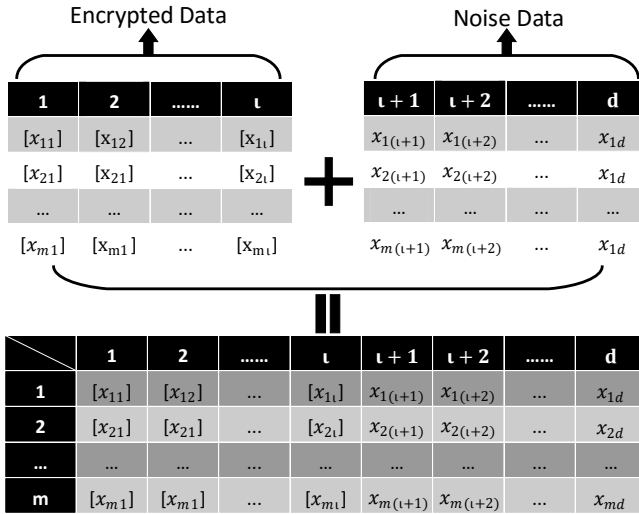 Encrypted Data Noise Data
1 2 ...... ι ι + 1 ι + 2 ...... d
[x₁₁] [x₁₂] ... [x₁ι] x₁₍ι₊₁₎ x₁₍ι₊₂₎ ... x₁d
[x₂₁] [x₂₁] ... [x₂ι] + x₂₍ι₊₁₎ x₂₍ι₊₂₎ ... x₁d
... ... ... ... ... ... ... ...
[xₘ₁] [xₘ₁] ... [xₘι] xₘ₍ι₊₁₎ xₘ₍ι₊₂₎ ... x₁d
=
1 2 ...... ι ι + 1 ι + 2 ...... d
1 [x₁₁] [x₁₂] ... [x₁ι] x₁₍ι₊₁₎ x₁₍ι₊₂₎ ... x₁d
2 [x₂₁] [x₂₁] ... [x₂ι] x₂₍ι₊₁₎ x₂₍ι₊₂₎ ... x₂d
... ... ... ... ... ... ... ... ...
m [xₘ₁] [xₘ₁] ... [xₘι] xₘ₍ι₊₁₎ xₘ₍ι₊₂₎ ... xₘd